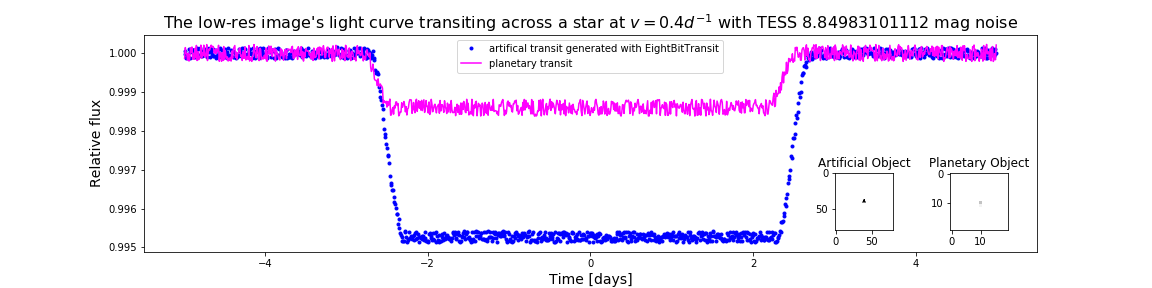 The low-res image's light curve transiting across a star at v = 0.4d⁻¹ with TESS 8.84983101112 mag noise
artifical transit generated with EightBitTransit
planetary transit
Relative flux
1.000
0.999
0.998
0.997
0.996
0.995
−4
−2
0
2
4
Time [days]
Artificial Object
0
50
0
50
Planetary Object
0
10
0
10